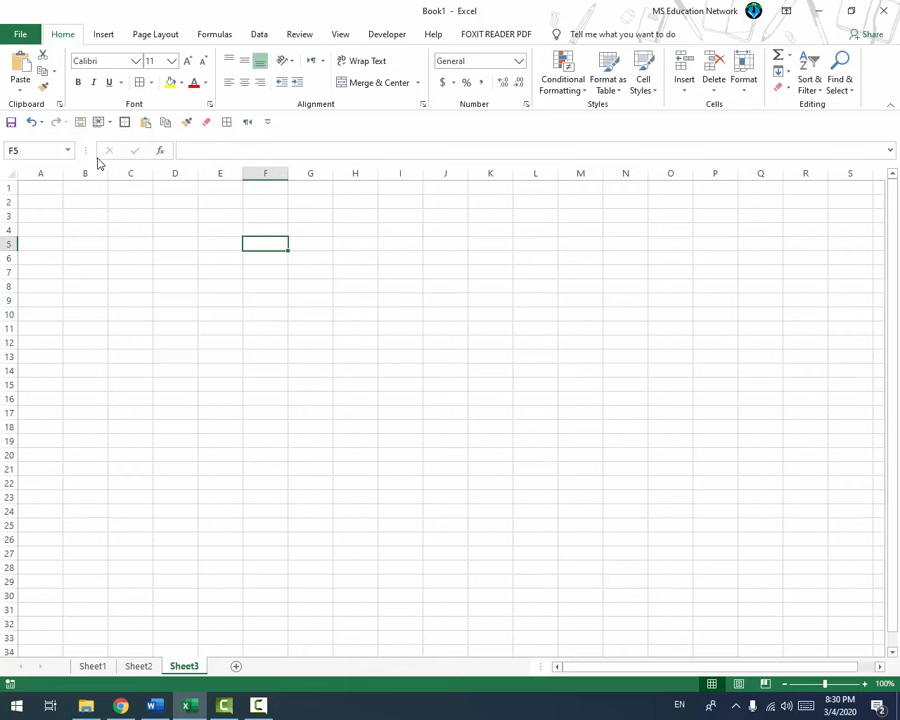 Book1 - Excel
MS Education Network
File Home Insert Page Layout Formulas Data Review View Developer Help FOXIT READER PDF Tell me what you want to do Share
Paste
Calibri 11
B I U
A A
Wrap Text
Merge & Center
General
$ % ,
Conditional Formatting
Format as Table
Cell Styles
Insert
Delete
Format
Sort & Filter
Find & Select
Clipboard Font Alignment Number Styles Cells Editing
F5
fx
A B C D E F G H I J K L M N O P Q R S
1
2
3
4
5
6
7
8
9
10
11
12
13
14
15
16
17
18
19
20
21
22
23
24
25
26
27
28
29
30
31
32
33
34
Sheet1 Sheet2 Sheet3
100%
EN
8:30 PM
3/4/2020
2